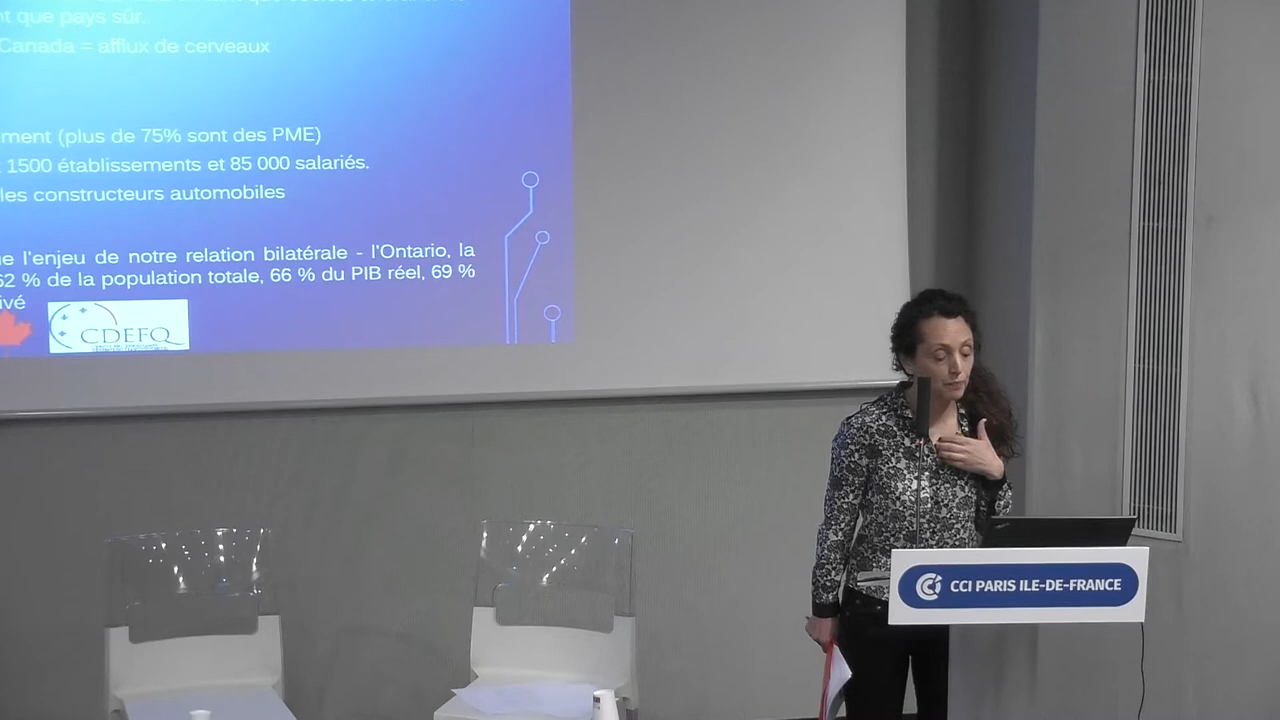 nt que pays sûr.
Canada = afflux de cerveaux
ment (plus de 75% sont des PME)
1500 établissements et 85 000 salariés.
les constructeurs automobiles
ue l'enjeu de notre relation bilatérale - l'Ontario, la
62 % de la population totale, 66 % du PIB réel, 69 %
ivé
CDEFQ
CCI PARIS ILE-DE-FRANCE